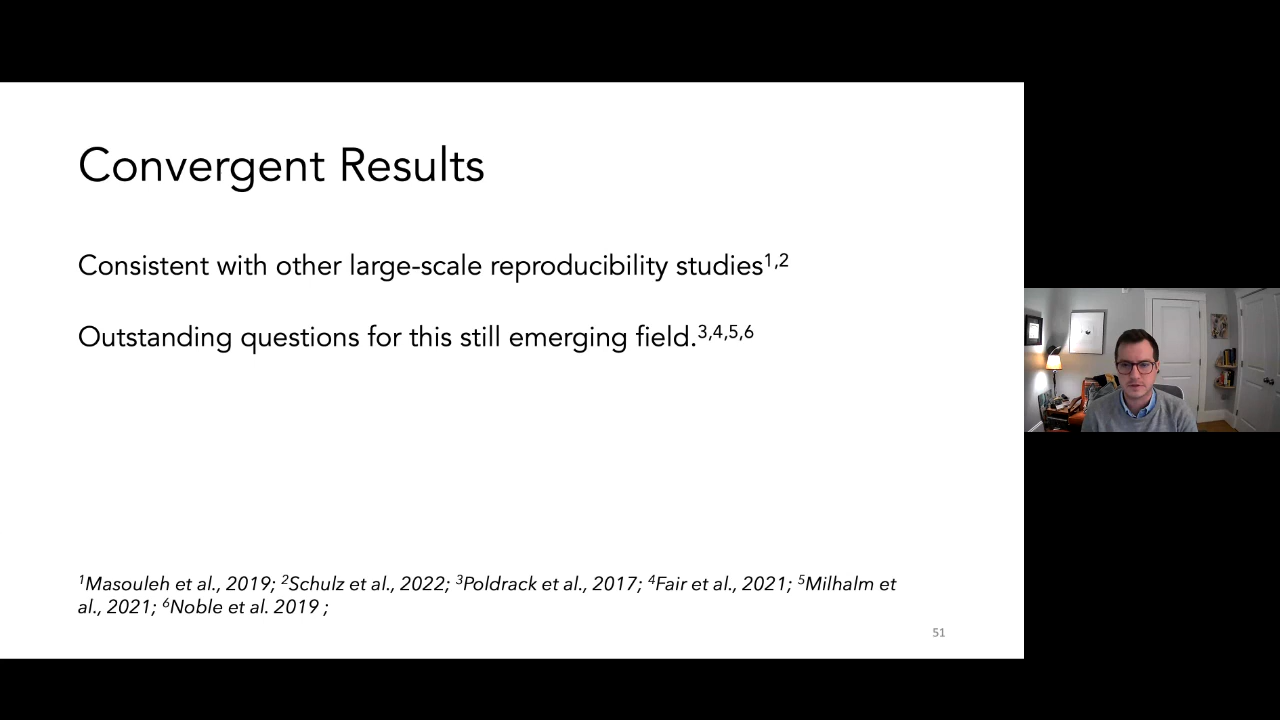 Convergent Results
Consistent with other large-scale reproducibility studies1,2
Outstanding questions for this still emerging field.3,4,5,6
1Masouleh et al., 2019; 2Schulz et al., 2022; 3Poldrack et al., 2017; 4Fair et al., 2021; 5Milhalm et
al., 2021; 6Noble et al. 2019 ;
51